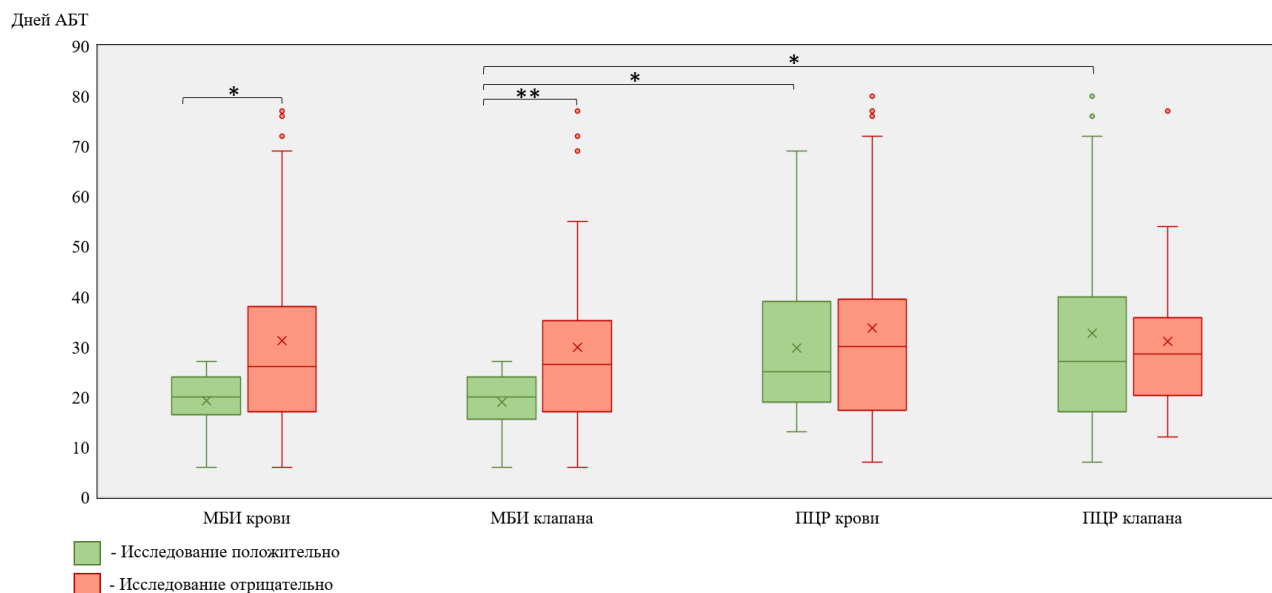 Дней АБТ
90
80
70
60
50
40
30
20
10
0
*
**
*
*
МБИ крови
МБИ клапана
ПЦР крови
ПЦР клапана
- Исследование положительно
- Исследование отрицательно